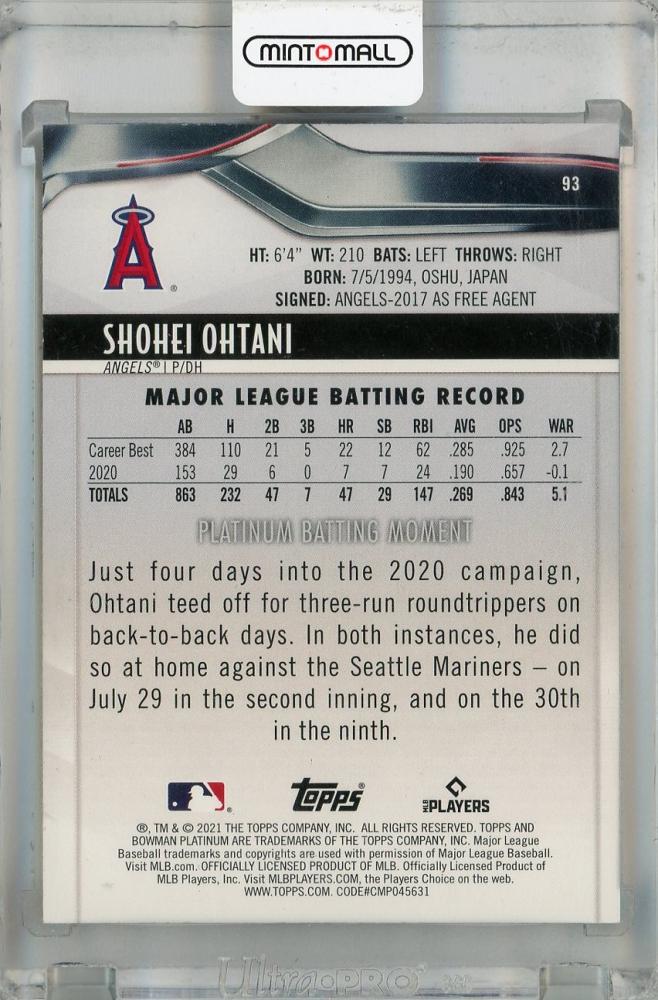 MINTOMALL
93
A
HT: 6'4" WT: 210 BATS: LEFT THROWS: RIGHT
BORN: 7/5/1994, OSHU, JAPAN
SIGNED: ANGELS-2017 AS FREE AGENT
SHOHEI OHTANI
ANGELS® | P/DH
MAJOR LEAGUE BATTING RECORD
AB H 2B 3B HR SB RBI AVG OPS WAR
Career Best 384 110 21 5 22 12 62 .285 .925 2.7
2020 153 29 6 0 7 7 24 .190 .657 -0.1
TOTALS 863 232 47 7 47 29 147 .269 .843 5.1
PLATINUM BATTING MOMENT
Just four days into the 2020 campaign,
Ohtani teed off for three-run roundtrippers on
back-to-back days. In both instances, he did
so at home against the Seattle Mariners – on
July 29 in the second inning, and on the 30th
in the ninth.
Topps® MLB PLAYERS
®, TM & © 2021 THE TOPPS COMPANY, INC. ALL RIGHTS RESERVED. TOPPS AND
BOWMAN PLATINUM ARE TRADEMARKS OF THE TOPPS COMPANY, INC. Major League
Baseball trademarks and copyrights are used with permission of Major League Baseball.
Visit MLB.com. OFFICIALLY LICENSED PRODUCT OF MLB. Officially Licensed Product of
MLB Players, Inc. Visit MLBPLAYERS.COM, the Players Choice on the web.
WWW.TOPPS.COM. CODE#CMP045631
Ultra•PRO